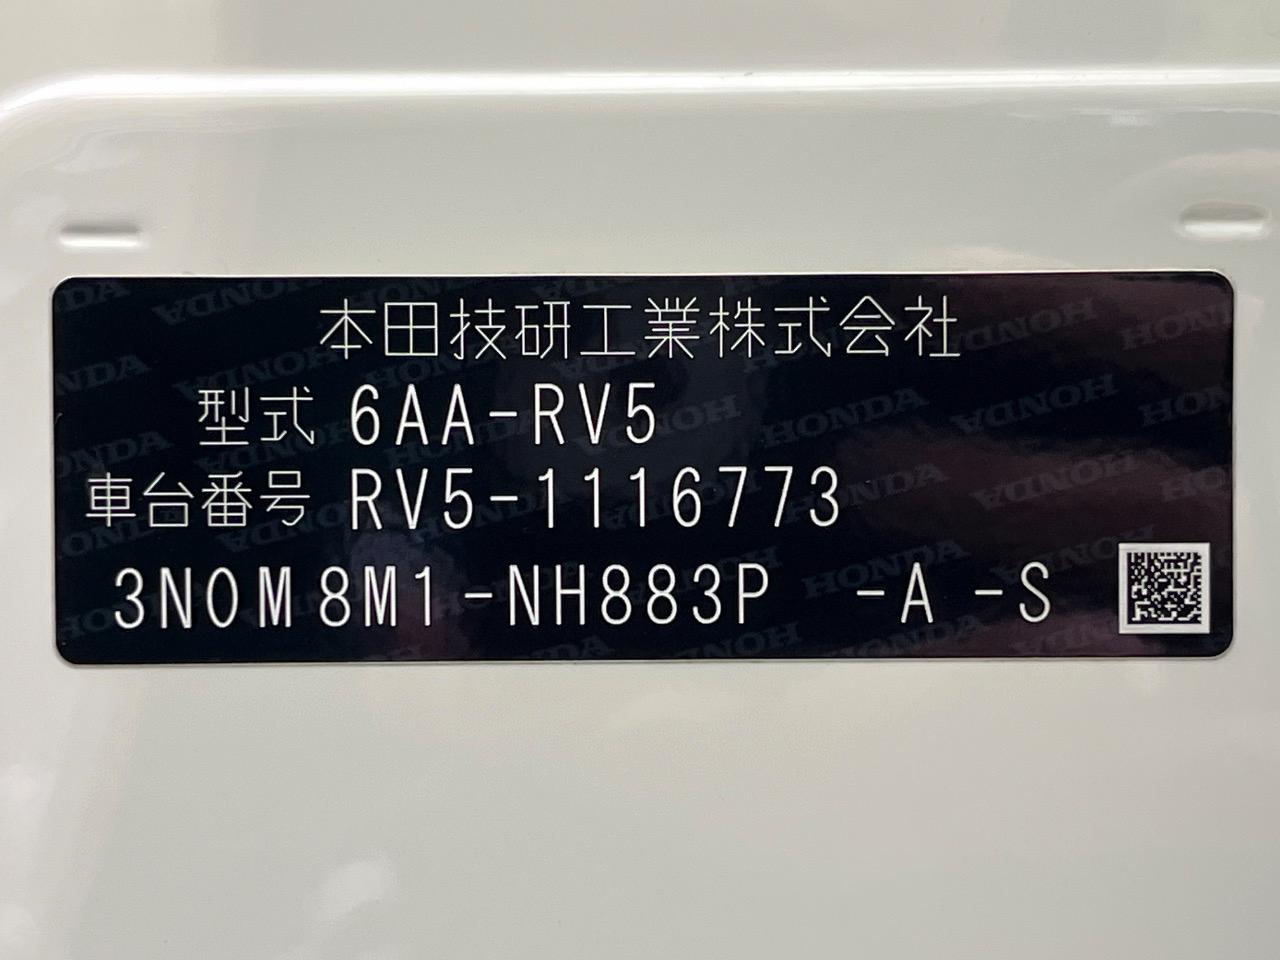 本田技研工業株式会社
型式 6AA-RV5
車台番号 RV5-1116773
3N0M8M1-NH883P -A -S